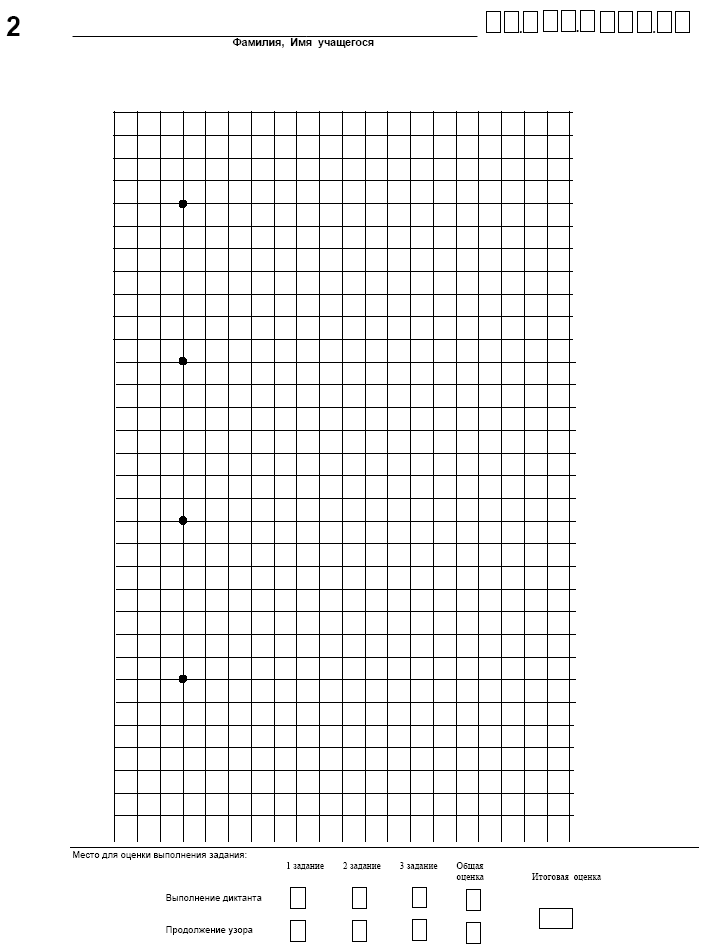 2
Фамилия, Имя учащегося
Место для оценки выполнения задания:
1 задание 2 задание 3 задание Общая оценка Итоговая оценка
Выполнение диктанта
Продолжение узора